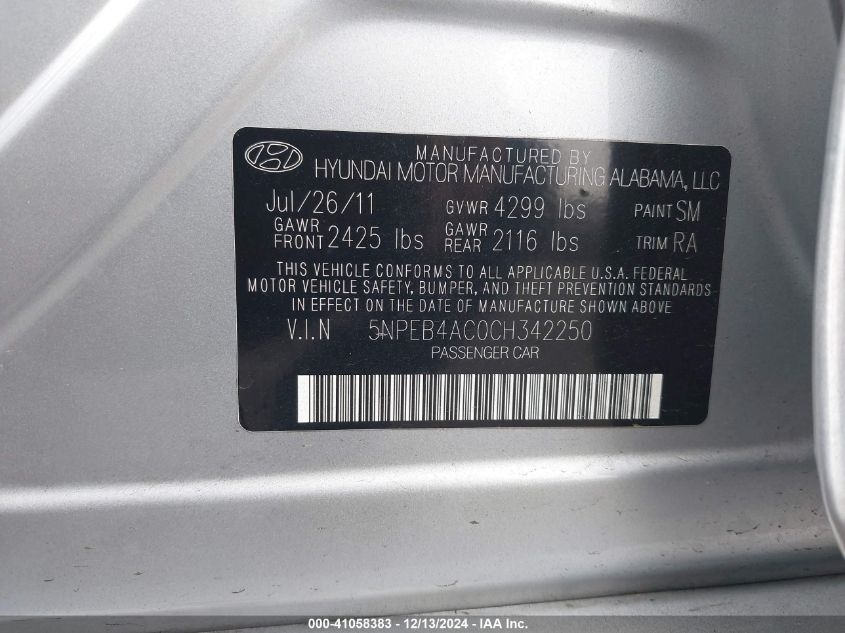 MANUFACTURED BY
HYUNDAI MOTOR MANUFACTURING ALABAMA, LLC
Jul/26/11 GVWR 4299 lbs PAINT SM
GAWR FRONT 2425 lbs GAWR REAR 2116 lbs TRIM RA
THIS VEHICLE CONFORMS TO ALL APPLICABLE U.S.A. FEDERAL
MOTOR VEHICLE SAFETY, BUMPER, AND THEFT PREVENTION STANDARDS
IN EFFECT ON THE DATE OF MANUFACTURE SHOWN ABOVE
V.I.N 5NPEB4AC0CH342250
PASSENGER CAR
000-41058383 - 12/13/2024 - IAA Inc.